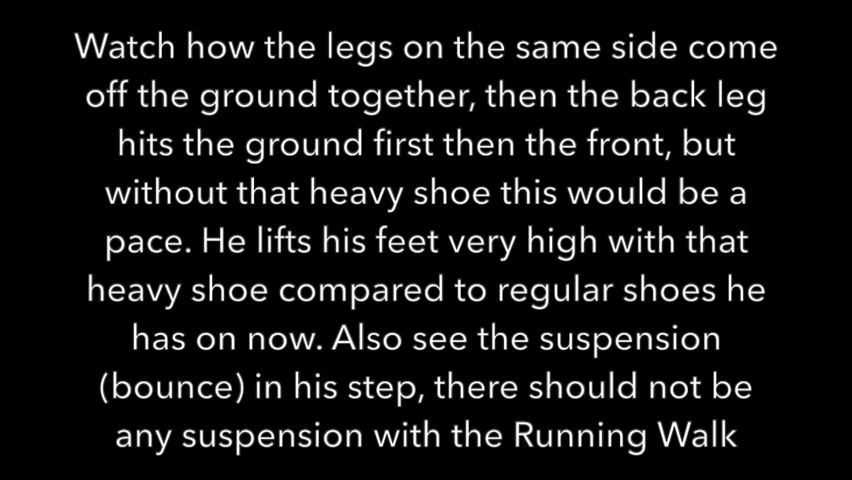 Watch how the legs on the same side come
off the ground together, then the back leg
hits the ground first then the front, but
without that heavy shoe this would be a
pace. He lifts his feet very high with that
heavy shoe compared to regular shoes he
has on now. Also see the suspension
(bounce) in his step, there should not be
any suspension with the Running Walk